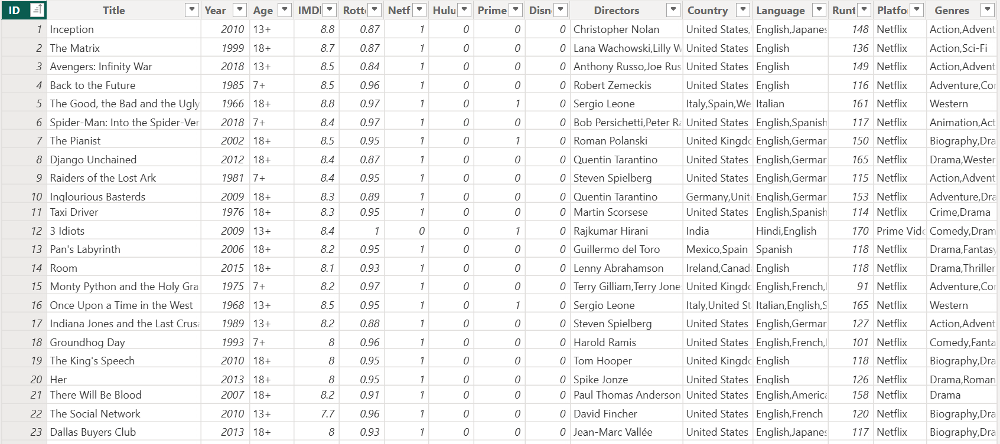 ID Title Year Age IMDl Rotte Netf Hulu Prime Disn Directors Country Language Runt Platfo Genres
1 Inception 2010 13+ 8.8 0.87 1 0 0 0 Christopher Nolan United States, English,Japanes 148 Netflix Action,Advent
2 The Matrix 1999 18+ 8.7 0.87 1 0 0 0 Lana Wachowski,Lilly W United States English 136 Netflix Action,Sci-Fi
3 Avengers: Infinity War 2018 13+ 8.5 0.84 1 0 0 0 Anthony Russo,Joe Rus United States English 149 Netflix Action,Advent
4 Back to the Future 1985 7+ 8.5 0.96 1 0 0 0 Robert Zemeckis United States English 116 Netflix Adventure,Cor
5 The Good, the Bad and the Ugly 1966 18+ 8.8 0.97 1 0 1 0 Sergio Leone Italy,Spain,We Italian 161 Netflix Western
6 Spider-Man: Into the Spider-Ver 2018 7+ 8.4 0.97 1 0 0 0 Bob Persichetti,Peter Ra United States English,Spanish 117 Netflix Animation,Act
7 The Pianist 2002 18+ 8.5 0.95 1 0 1 0 Roman Polanski United Kingdo English,Germar 150 Netflix Biography,Dra
8 Django Unchained 2012 18+ 8.4 0.87 1 0 0 0 Quentin Tarantino United States English,Germar 165 Netflix Drama,Wester
9 Raiders of the Lost Ark 1981 7+ 8.4 0.95 1 0 0 0 Steven Spielberg United States English,Germar 115 Netflix Action,Advent
10 Inglourious Basterds 2009 18+ 8.3 0.89 1 0 0 0 Quentin Tarantino Germany,Unit English,Germar 153 Netflix Adventure,Dra
11 Taxi Driver 1976 18+ 8.3 0.95 1 0 0 0 Martin Scorsese United States English,Spanish 114 Netflix Crime,Drama
12 3 Idiots 2009 13+ 8.4 1 0 0 1 0 Rajkumar Hirani India Hindi,English 170 Prime Vide Comedy,Dram
13 Pan's Labyrinth 2006 18+ 8.2 0.95 1 0 0 0 Guillermo del Toro Mexico,Spain Spanish 118 Netflix Drama,Fantasy
14 Room 2015 18+ 8.1 0.93 1 0 0 0 Lenny Abrahamson Ireland,Canad English 118 Netflix Drama,Thriller
15 Monty Python and the Holy Gra 1975 7+ 8.2 0.97 1 0 0 0 Terry Gilliam,Terry Jone United Kingdo English,French, 91 Netflix Adventure,Cor
16 Once Upon a Time in the West 1968 13+ 8.5 0.95 1 0 1 0 Sergio Leone Italy,United St Italian,English,S 165 Netflix Western
17 Indiana Jones and the Last Crusa 1989 13+ 8.2 0.88 1 0 0 0 Steven Spielberg United States English,Germar 127 Netflix Action,Advent
18 Groundhog Day 1993 7+ 8 0.96 1 0 0 0 Harold Ramis United States English,French, 101 Netflix Comedy,Fanta
19 The King's Speech 2010 18+ 8 0.95 1 0 0 0 Tom Hooper United Kingdo English 118 Netflix Biography,Dra
20 Her 2013 18+ 8 0.95 1 0 0 0 Spike Jonze United States English 126 Netflix Drama,Roman
21 There Will Be Blood 2007 18+ 8.2 0.91 1 0 0 0 Paul Thomas Anderson United States English,America 158 Netflix Drama
22 The Social Network 2010 13+ 7.7 0.96 1 0 0 0 David Fincher United States English,French 120 Netflix Biography,Dra
23 Dallas Buyers Club 2013 18+ 8 0.93 1 0 0 0 Jean-Marc Vallée United States English,Japanes 117 Netflix Biography,Dra